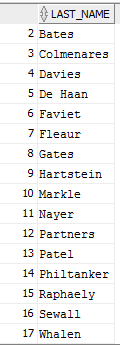 LAST_NAME
2 Bates
3 Colmenares
4 Davies
5 De Haan
6 Faviet
7 Fleaur
8 Gates
9 Hartstein
10 Markle
11 Nayer
12 Partners
13 Patel
14 Philtanker
15 Raphaely
16 Sewall
17 Whalen